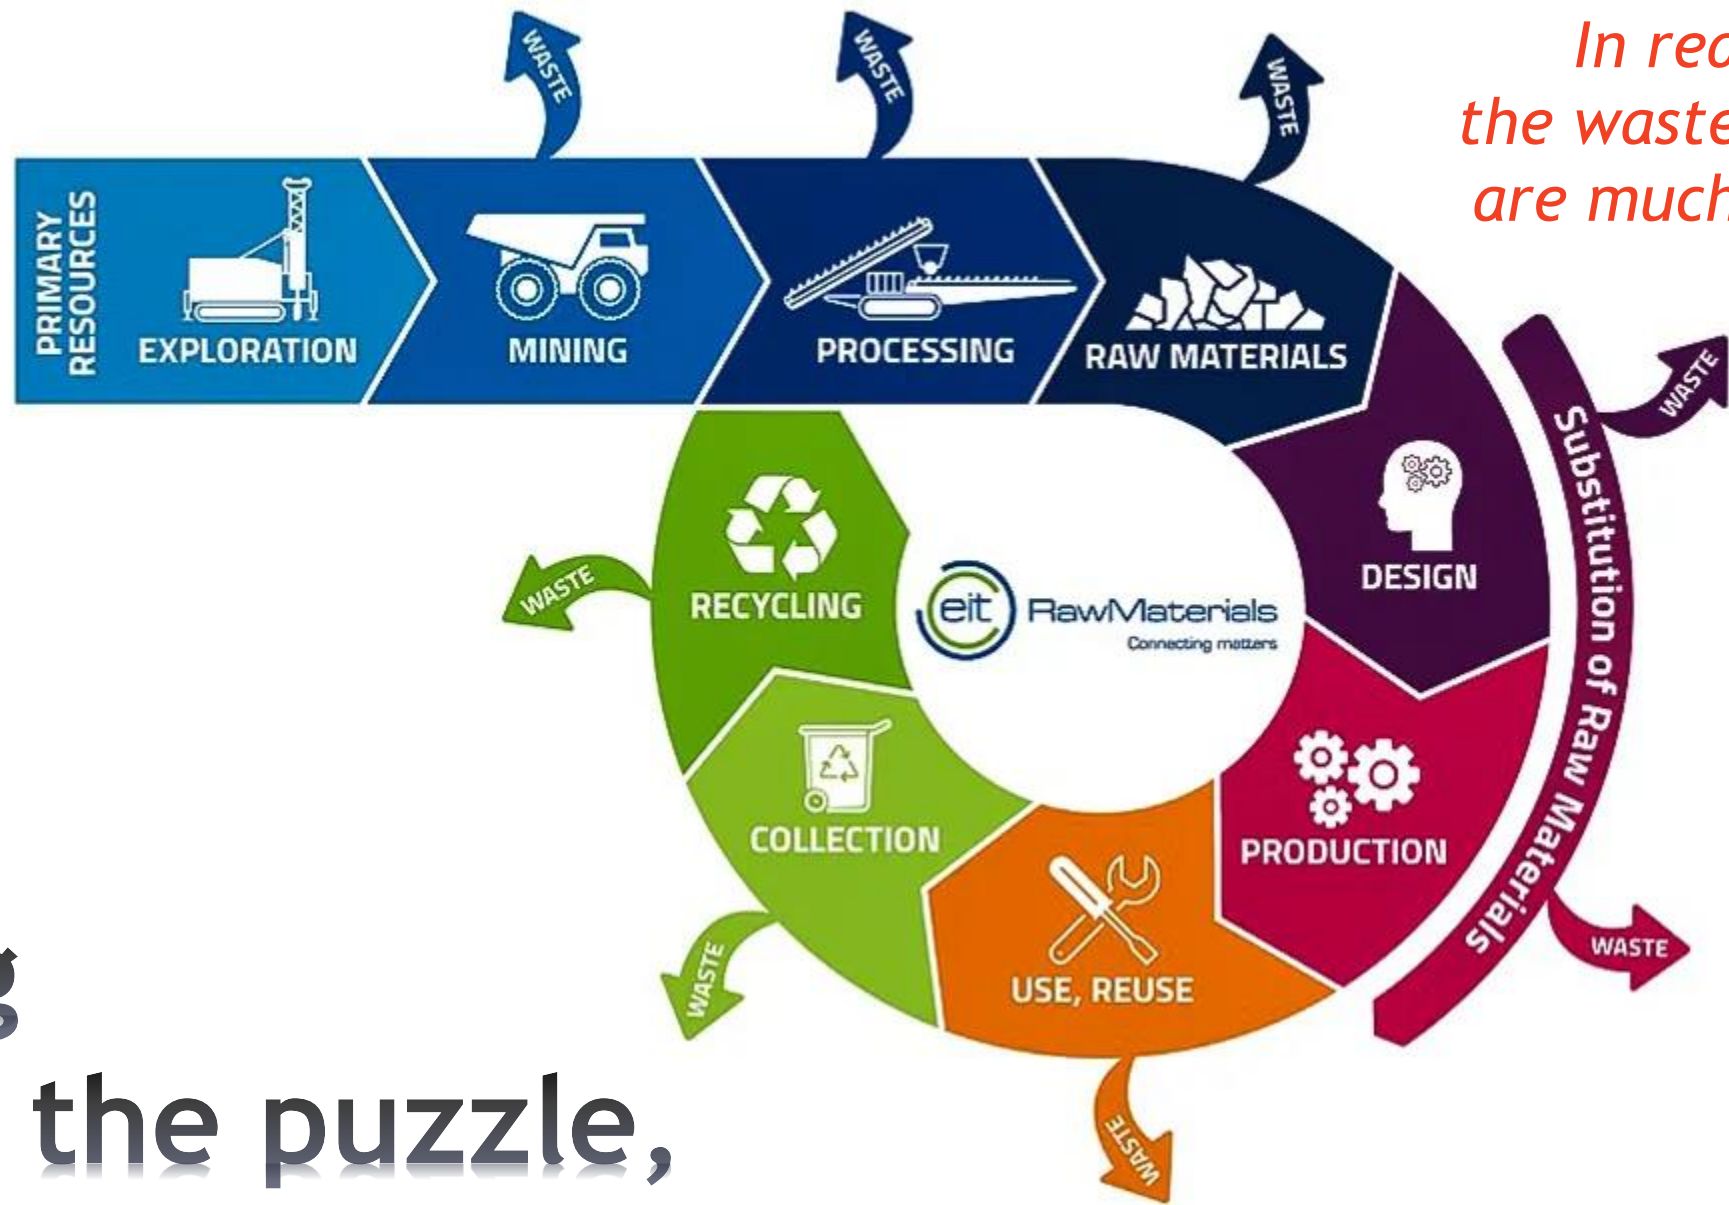 WASTE
WASTE
WASTE
In rea
the waste
are much
PRIMARY
RESOURCES
EXPLORATION
MINING
PROCESSING
RAW MATERIALS
WASTE
Substitution of Raw Materials
DESIGN
RECYCLING
WASTE
eit RawMaterials
Connecting matters
COLLECTION
PRODUCTION
USE, REUSE
WASTE
WASTE
WASTE
g
the puzzle,